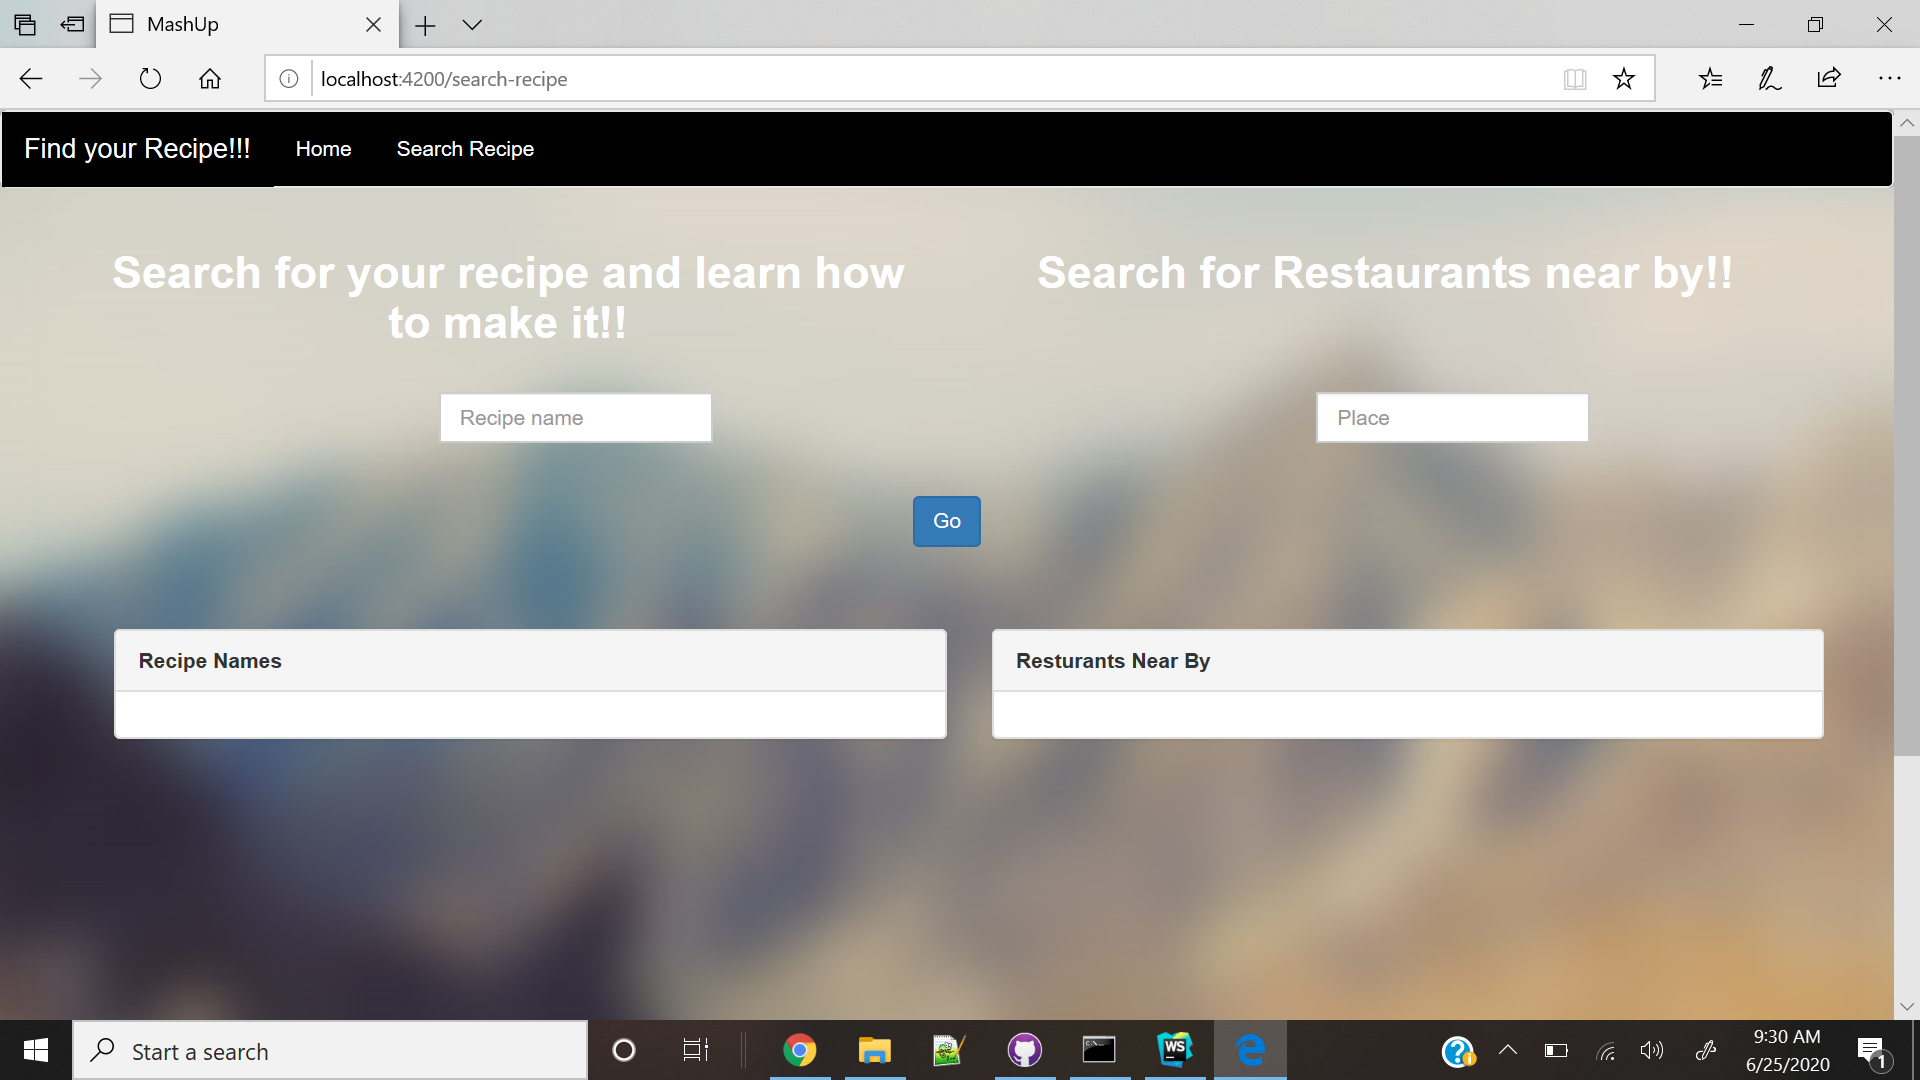 MashUp
localhost:4200/search-recipe
Find your Recipe!!! Home Search Recipe
Search for your recipe and learn how
to make it!!
Search for Restaurants near by!!
Recipe name
Place
Go
Recipe Names
Resturants Near By
Start a search
WS
9:30 AM
6/25/2020
1